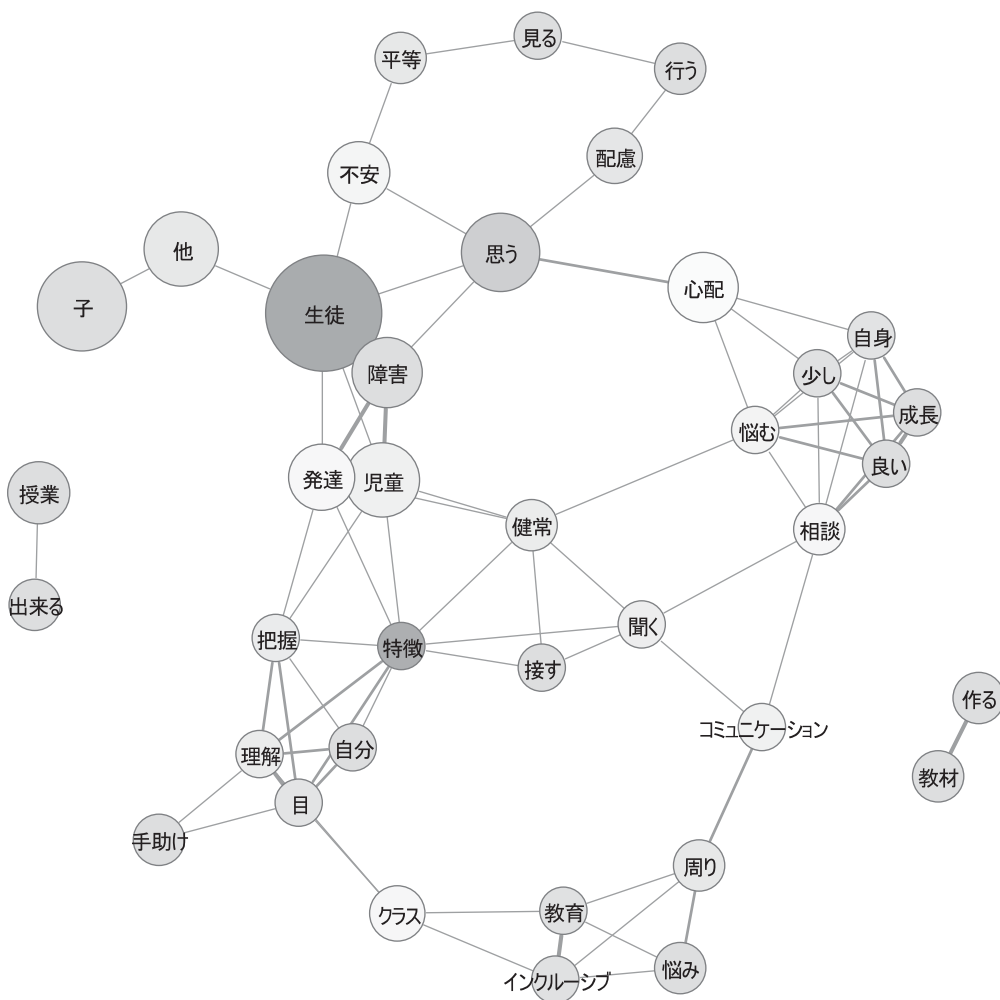 見る
平等
行う
配慮
不安
他
思う
心配
子
生徒
自身
障害
少し
成長
悩む
良い
発達
児童
授業
健常
相談
出来る
聞く
把握
特徴
接す
作る
コミュニケーション
自分
理解
教材
目
手助け
周り
教育
クラス
悩み
インクルーシブ